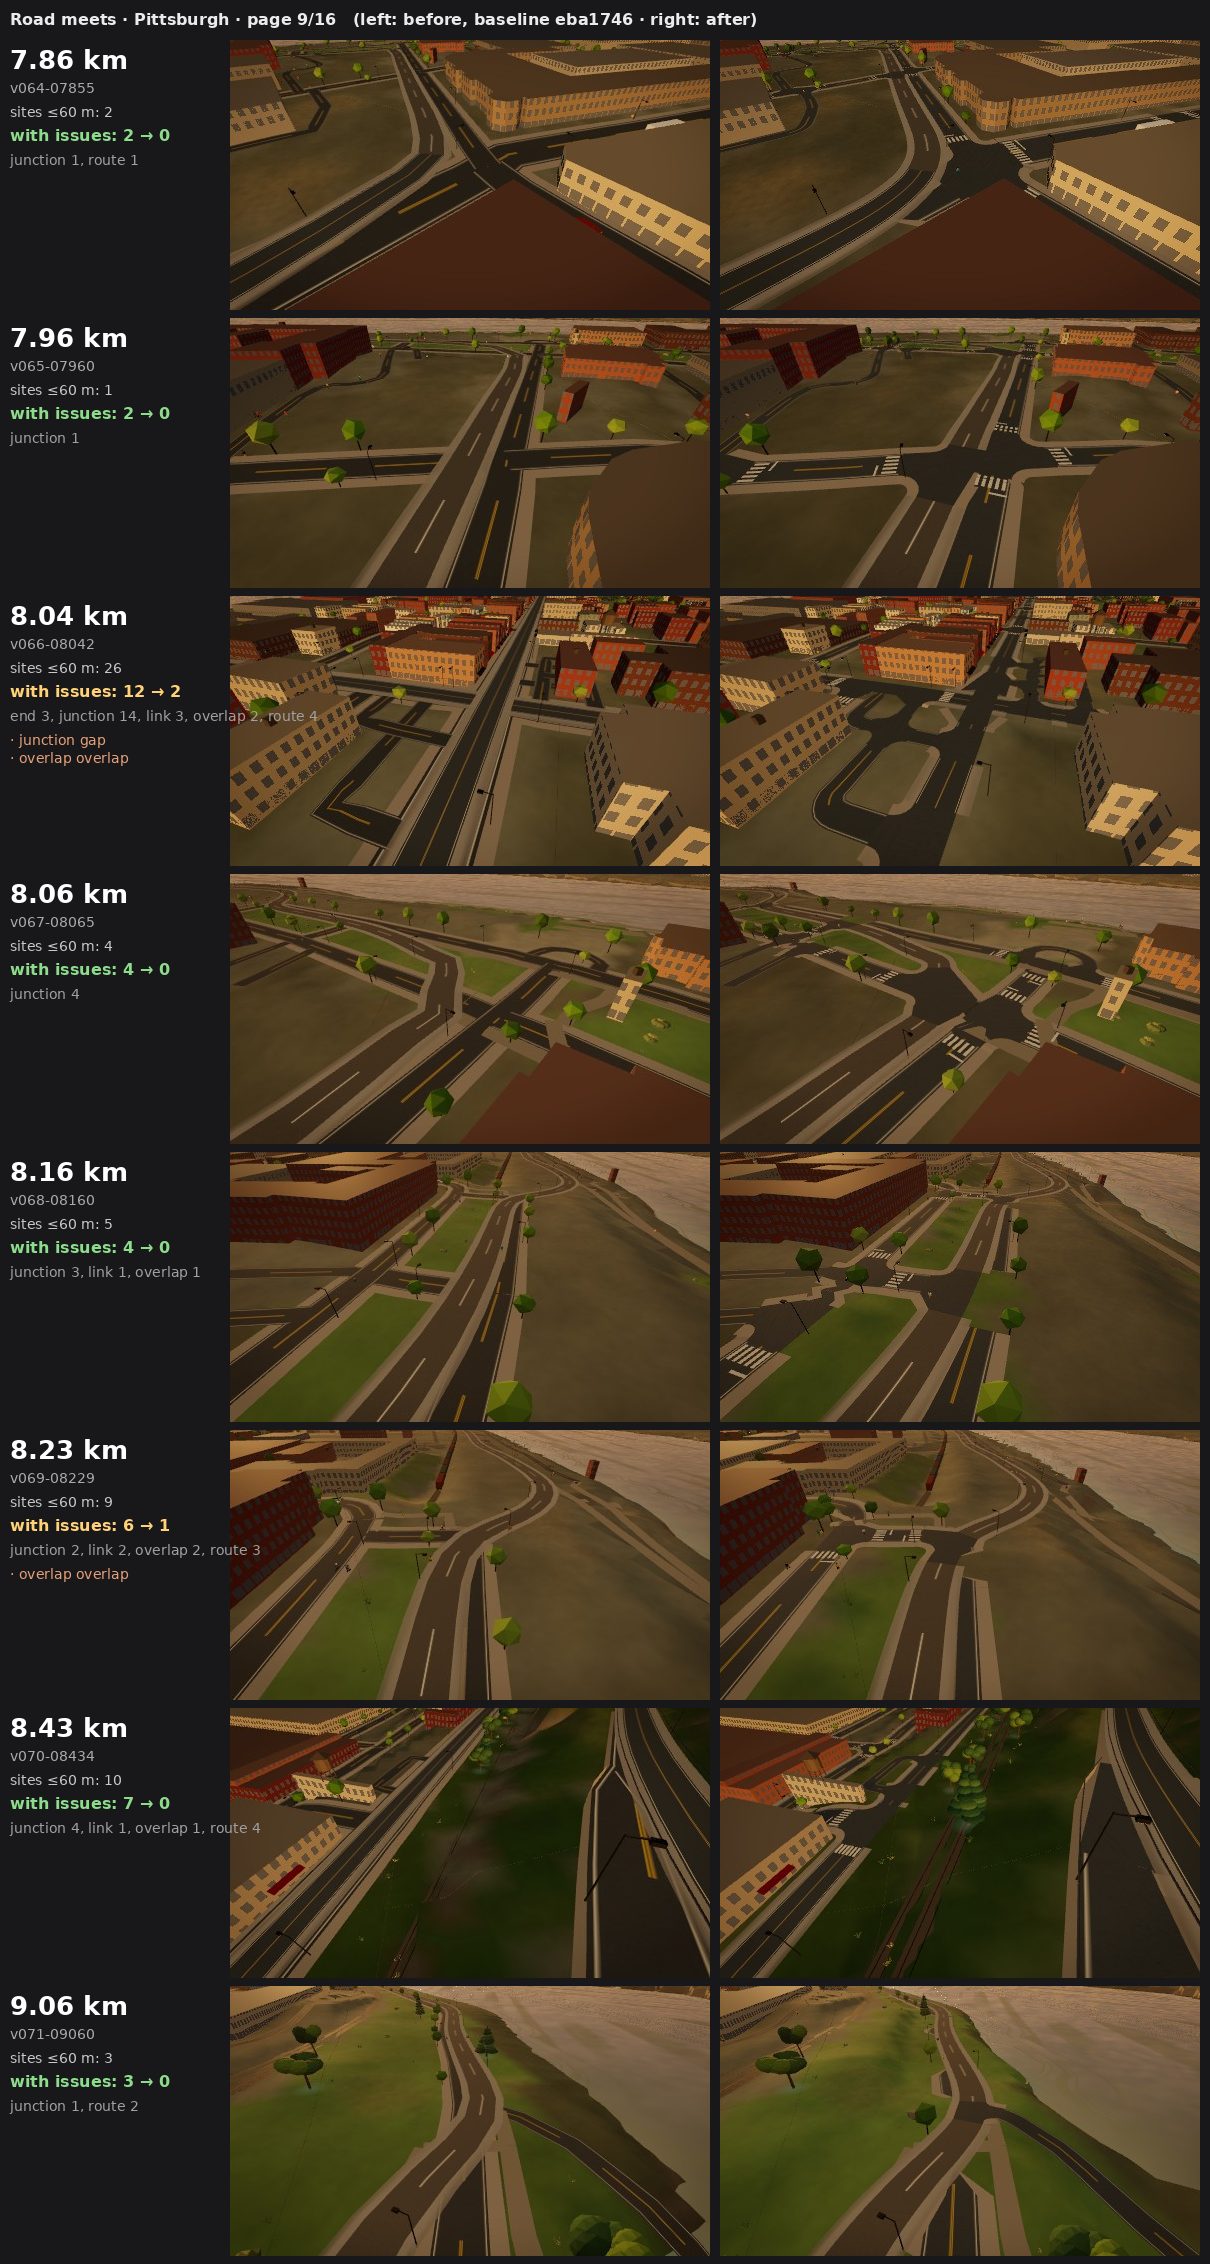 Road meets · Pittsburgh · page 9/16 (left: before, baseline eba1746 · right: after)
7.86 km
v064-07855
sites ≤60 m: 2
with issues: 2 → 0
junction 1, route 1
7.96 km
v065-07960
sites ≤60 m: 1
with issues: 2 → 0
junction 1
8.04 km
v066-08042
sites ≤60 m: 26
with issues: 12 → 2
end 3, junction 14, link 3, overlap 2, route 4
· junction gap
· overlap overlap
8.06 km
v067-08065
sites ≤60 m: 4
with issues: 4 → 0
junction 4
8.16 km
v068-08160
sites ≤60 m: 5
with issues: 4 → 0
junction 3, link 1, overlap 1
8.23 km
v069-08229
sites ≤60 m: 9
with issues: 6 → 1
junction 2, link 2, overlap 2, route 3
· overlap overlap
8.43 km
v070-08434
sites ≤60 m: 10
with issues: 7 → 0
junction 4, link 1, overlap 1, route 4
9.06 km
v071-09060
sites ≤60 m: 3
with issues: 3 → 0
junction 1, route 2